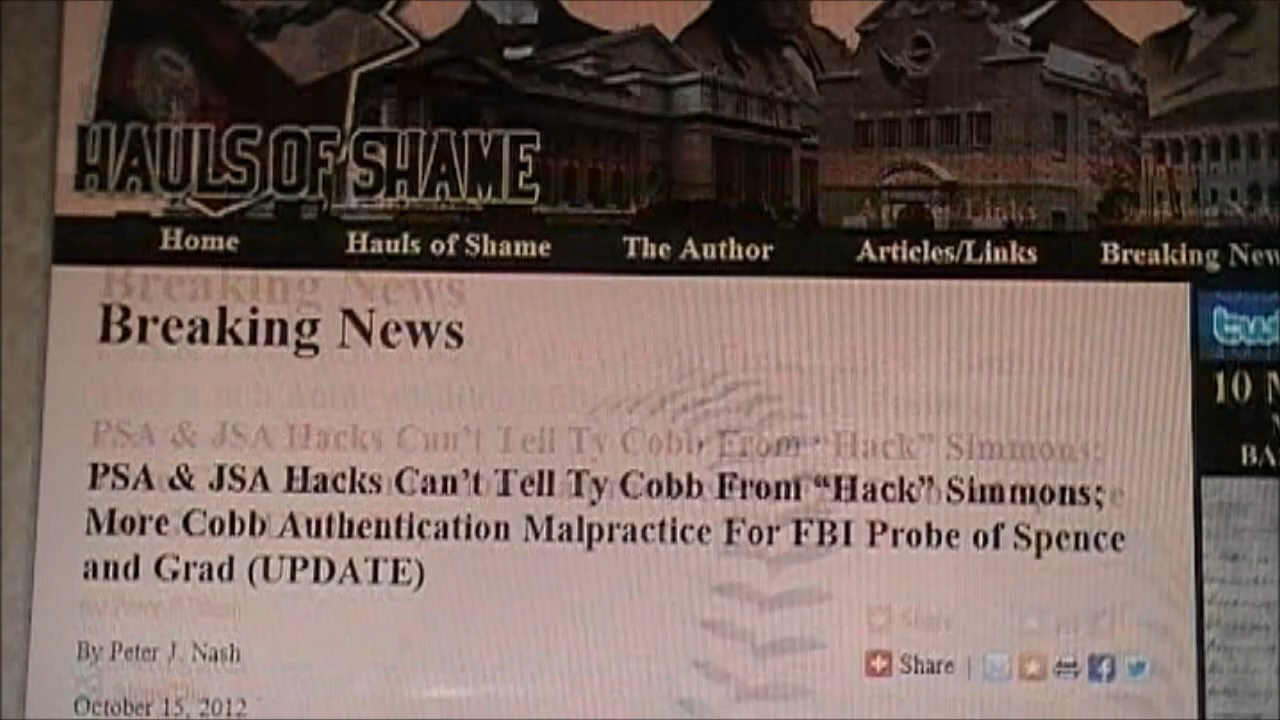 HAULS OF SHAME
Home Hauls of Shame The Author Articles/Links Breaking New
Breaking News
PSA & JSA Hacks Can't Tell Ty Cobb From “Hack” Simmons;
More Cobb Authentication Malpractice For FBI Probe of Spence
and Grad (UPDATE)
By Peter J. Nash
Share |
October 15, 2012
10
BA